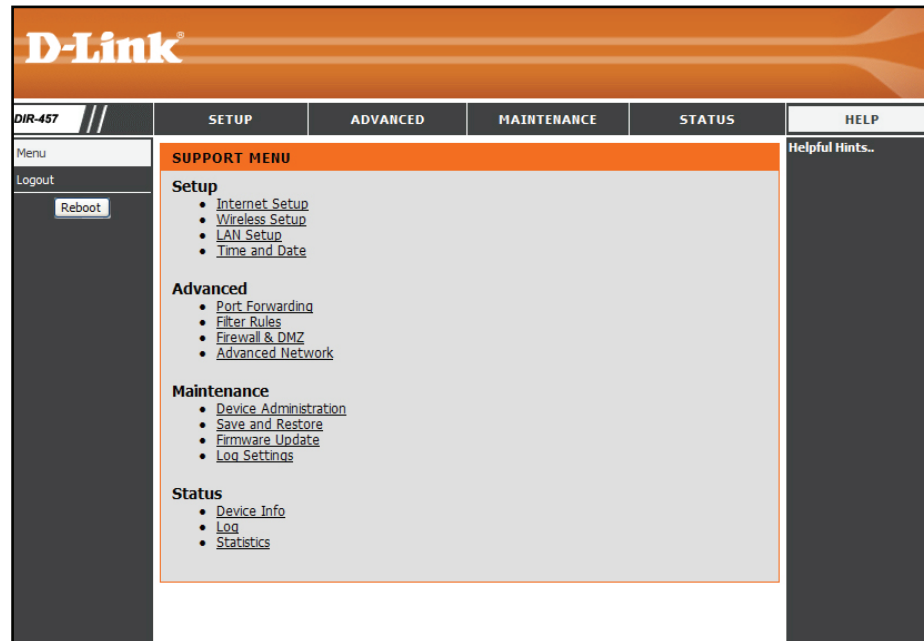 D-Link®
DIR-457
SETUP
ADVANCED
MAINTENANCE
STATUS
HELP
Menu
Logout
Reboot
SUPPORT MENU
Setup
• Internet Setup
• Wireless Setup
• LAN Setup
• Time and Date
Advanced
• Port Forwarding
• Filter Rules
• Firewall & DMZ
• Advanced Network
Maintenance
• Device Administration
• Save and Restore
• Firmware Update
• Log Settings
Status
• Device Info
• Log
• Statistics
Helpful Hints..